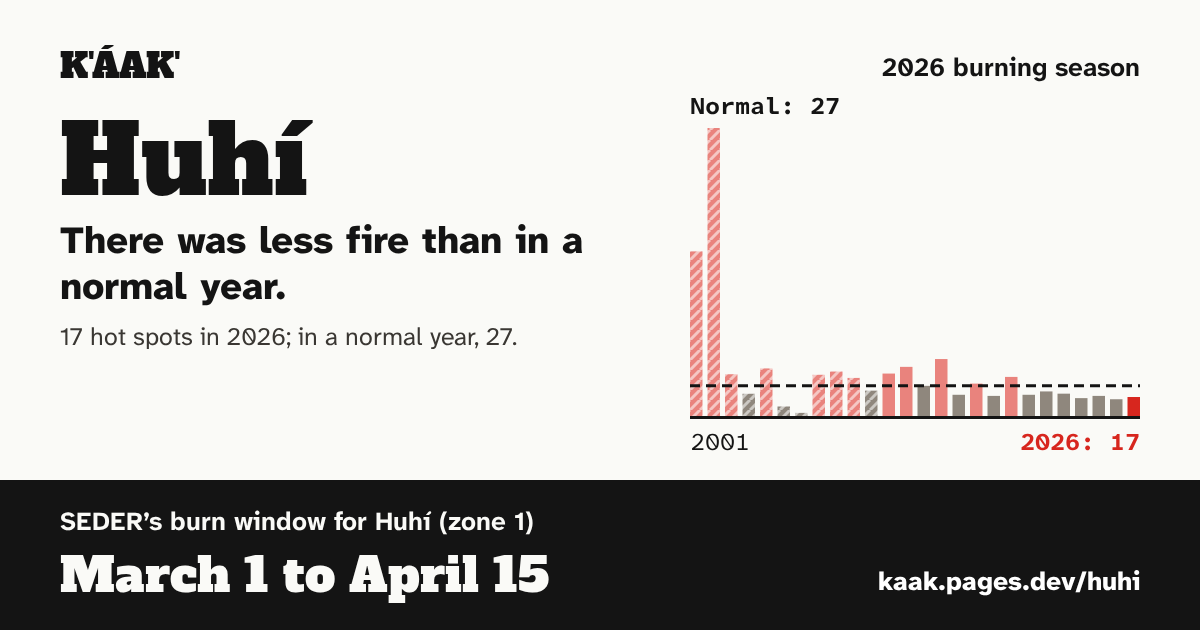 K'ÁAK'
2026 burning season
Huhí
There was less fire than in a
normal year.
17 hot spots in 2026; in a normal year, 27.
Normal: 27
2001
2026: 17
SEDER’s burn window for Huhí (zone 1)
March 1 to April 15
kaak.pages.dev/huhi